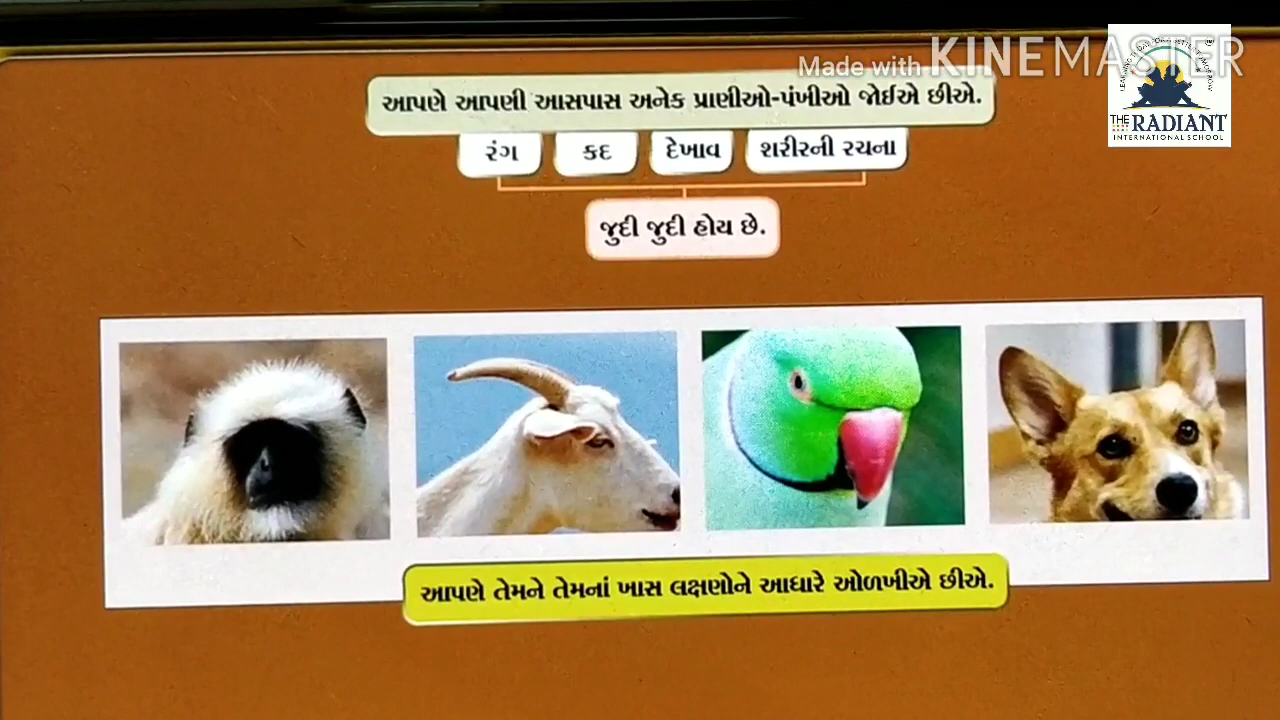 Made with KINEMASTER
THE RADIANT
INTERNATIONAL SCHOOL
આપણે આપણી આસપાસ અનેક પ્રાણીઓ-પંખીઓ જોઈએ છીએ.
રંગ
કદ
દેખાવ
શરીરની રચના
જુદી જુદી હોય છે.
આપણે તેમને તેમનાં ખાસ લક્ષણોને આધારે ઓળખીએ છીએ.